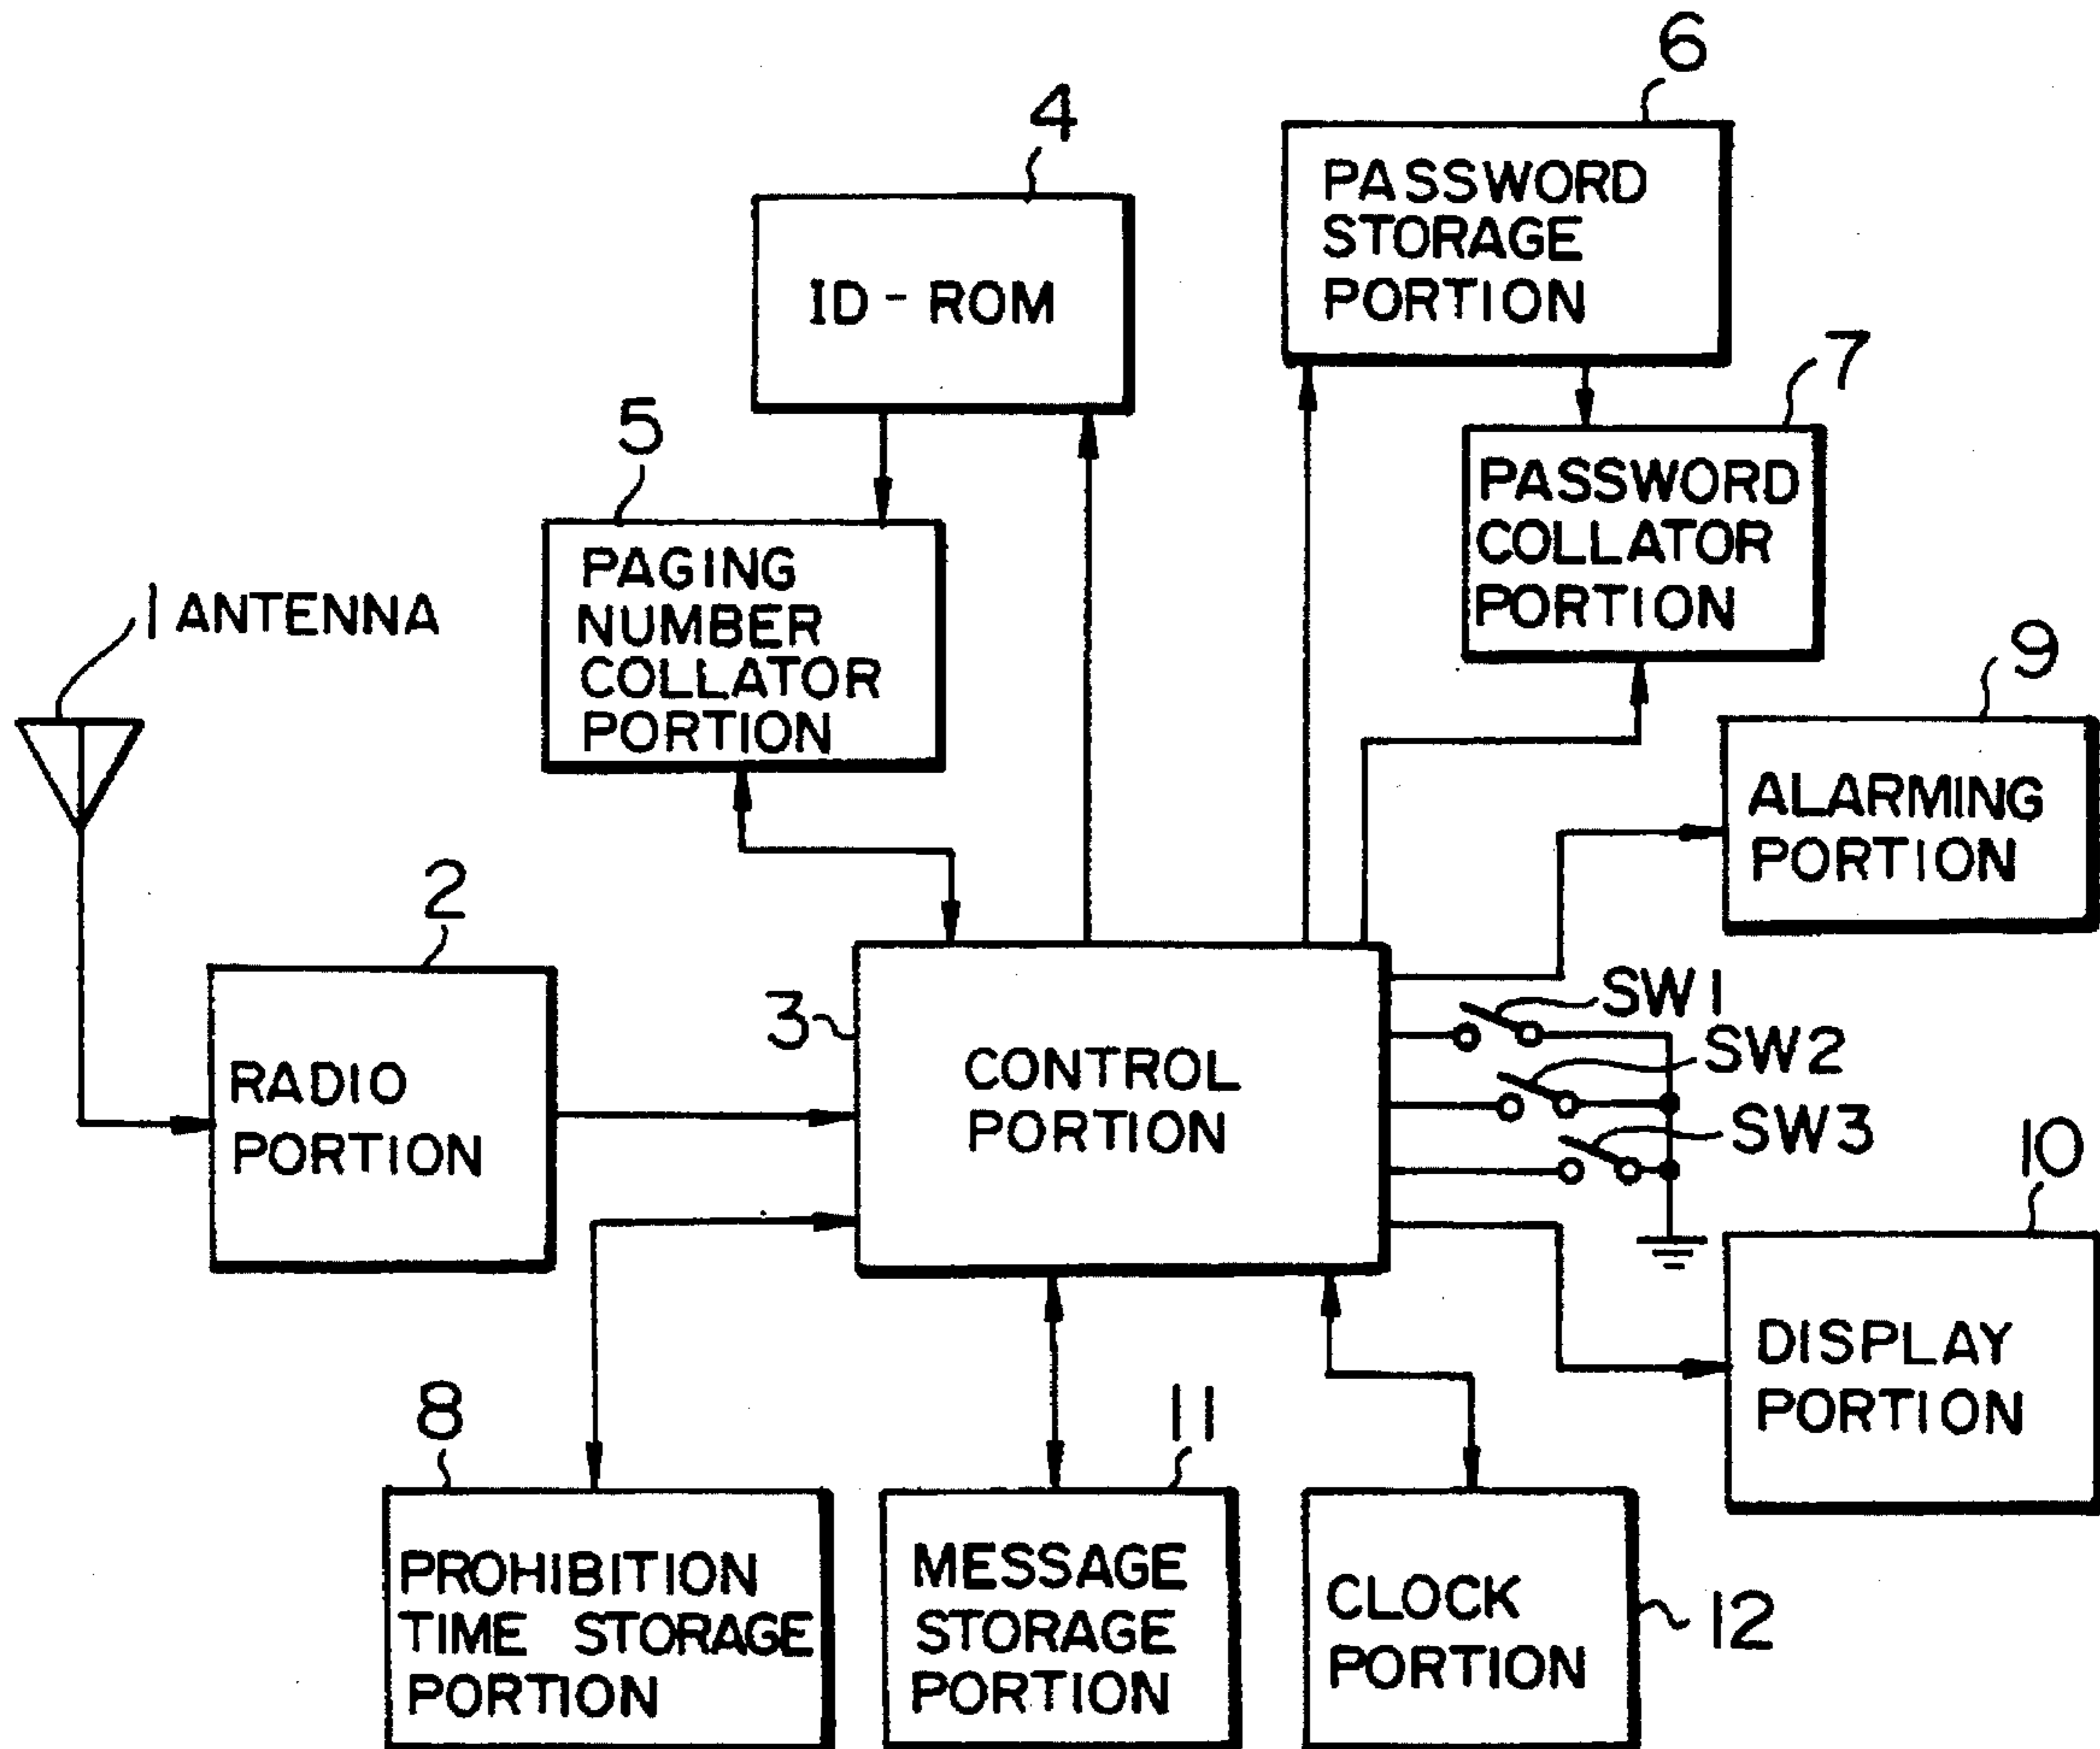 6
4
PASSWORD
STORAGE
PORTION
ID-ROM
7
5
PASSWORD
COLLATOR
PORTION
PAGING
NUMBER
COLLATOR
PORTION
1 ANTENNA
9
ALARMING
PORTION
2
3
SW1
SW2
SW3
CONTROL
PORTION
RADIO
PORTION
10
DISPLAY
PORTION
8
11
PROHIBITION
TIME STORAGE
PORTION
MESSAGE
STORAGE
PORTION
CLOCK
PORTION
12